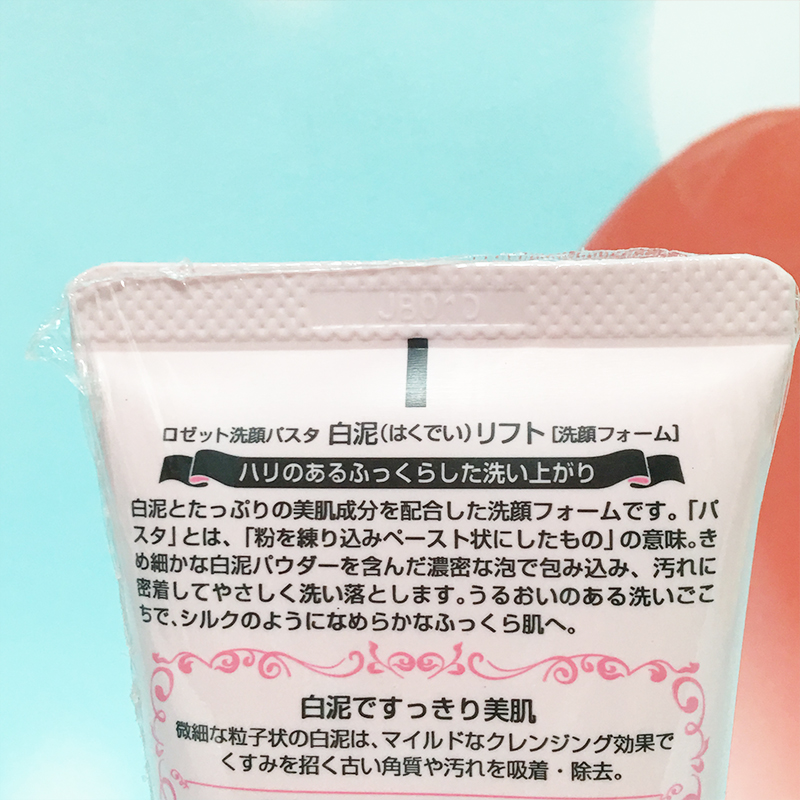 JB010
ロゼット洗顔パスタ 白泥(はくでい)リフト [洗顔フォーム]
ハリのあるふっくらした洗い上がり
白泥とたっぷりの美肌成分を配合した洗顔フォームです。「パ
スタ」とは、「粉を練り込みペースト状にしたもの」の意味。き
め細かな白泥パウダーを含んだ濃密な泡で包み込み、汚れに
密着してやさしく洗い落とします。うるおいのある洗いごこ
ちで、シルクのようになめらかなふっくら肌へ。
白泥ですっきり美肌
微細な粒子状の白泥は、マイルドなクレンジング効果で
くすみを招く古い角質や汚れを吸着・除去。